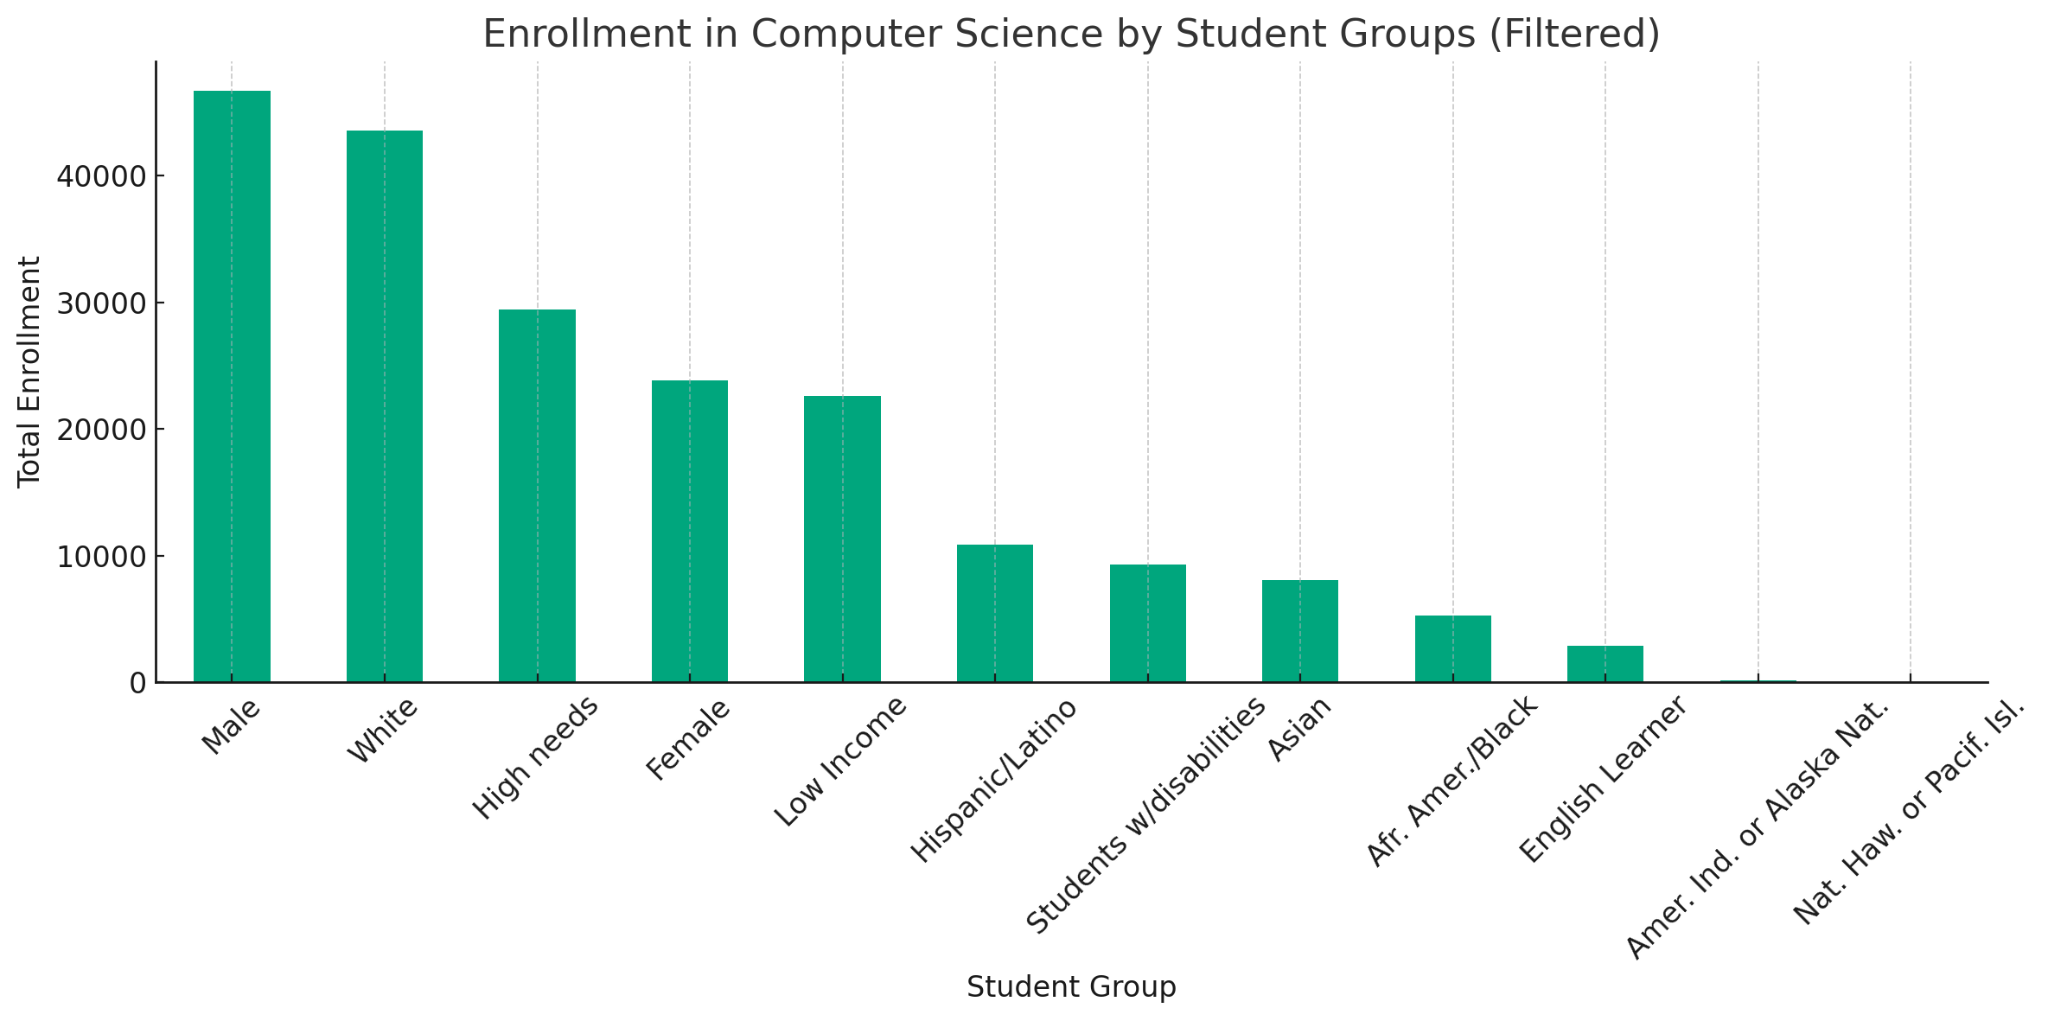 Enrollment in Computer Science by Student Groups (Filtered)
Total Enrollment
40000
30000
20000
10000
0
Male
White
High needs
Female
Low Income
Hispanic/Latino
Students w/disabilities
Asian
Afr. Amer./Black
English Learner
Amer. Ind. or Alaska Nat.
Nat. Haw. or Pacif. Isl.
Student Group